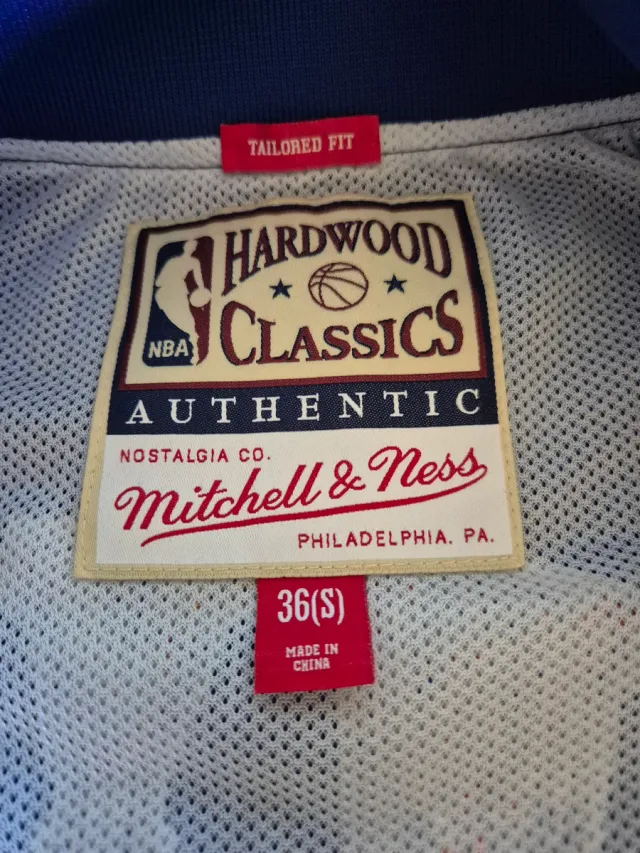 TAILORED FIT
HARDWOOD
CLASSICS
NBA
AUTHENTIC
NOSTALGIA CO.
Mitchell & Ness
PHILADELPHIA, PA.
36(S)
MADE IN
CHINA